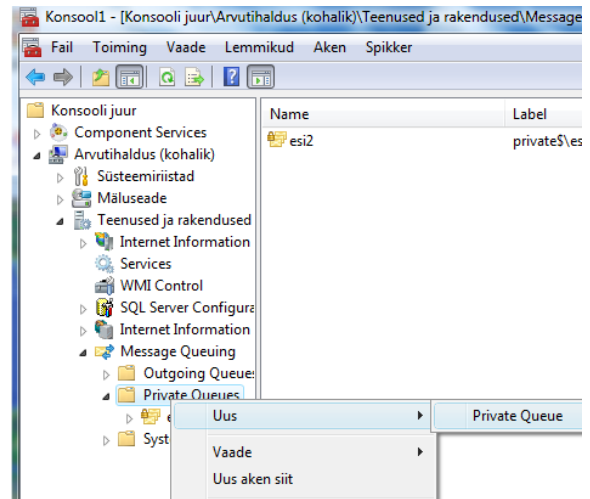 Konsool1 - [Konsooli juur\Arvutihaldus (kohalik)\Teenused ja rakendused\Message
Fail Toiming Vaade Lemmikud Aken Spikker
Konsooli juur
Component Services
Arvutihaldus (kohalik)
Süsteemiriistad
Mäluseade
Teenused ja rakendused
Internet Information
Services
WMI Control
SQL Server Configura
Internet Information
Message Queuing
Outgoing Queue
Private Queues
e
Syst
Name Label
esi2 private$\es
Uus
Vaade
Uus aken siit
Private Queue